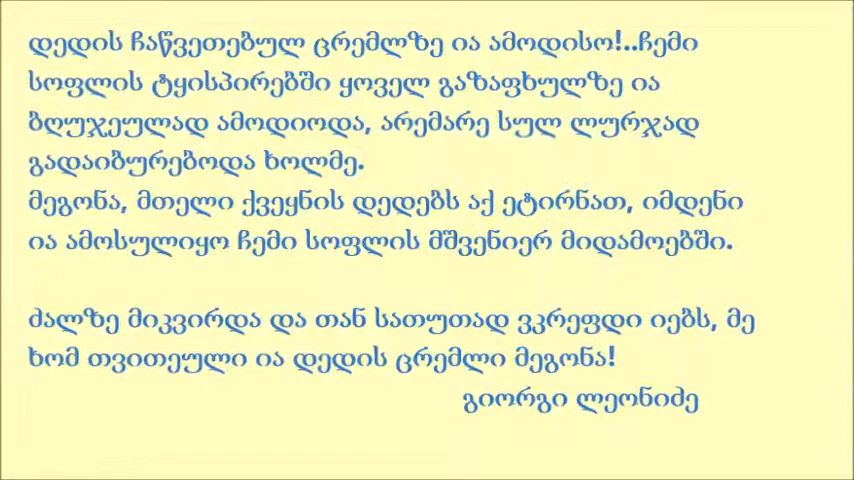 დედის ჩაწვეთებულ ცრემლზე ია ამოდისო!..ჩემი
სოფლის ტყისპირებში ყოველ გაზაფხულზე ია
ბღუჯეულად ამოდიოდა, არემარე სულ ლურჯად
გადაიბურებოდა ხოლმე.
მეგონა, მთელი ქვეყნის დედებს აქ ეტირნათ, იმდენი
ია ამოსულიყო ჩემი სოფლის მშვენიერ მიდამოებში.
ძალზე მიკვირდა და თან სათუთად ვკრეფდი იებს, მე
ხომ თვითეული ია დედის ცრემლი მეგონა!
გიორგი ლეონიძე